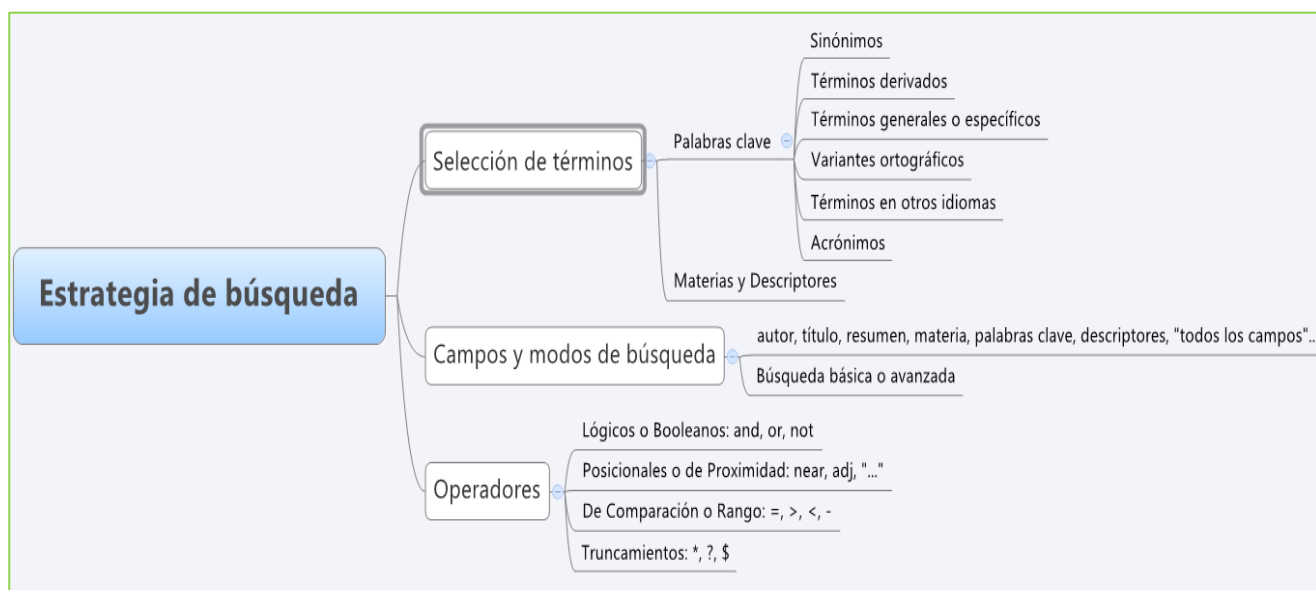 Estrategia de búsqueda
Selección de términos
Palabras clave
Sinónimos
Términos derivados
Términos generales o específicos
Variantes ortográficos
Términos en otros idiomas
Acrónimos
Materias y Descriptores
Campos y modos de búsqueda
autor, título, resumen, materia, palabras clave, descriptores, "todos los campos"...
Búsqueda básica o avanzada
Operadores
Lógicos o Booleanos: and, or, not
Posicionales o de Proximidad: near, adj, "..."
De Comparación o Rango: =, >, <, -
Truncamientos: *, ?, $